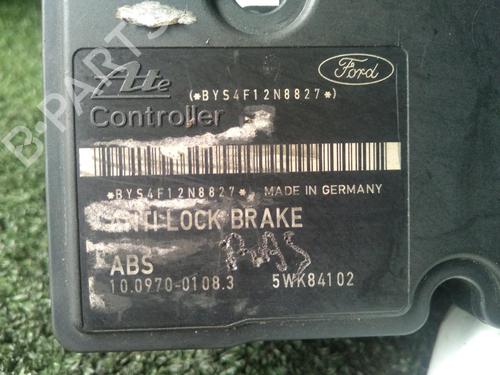 B-PARTS
Ate
Ford
(*BYS4F12N8827*)
Controller
*BYS4F12N8827* MADE IN GERMANY
ANTI-LOCK BRAKE
ABS
10.0970-0108.3 5WK84102